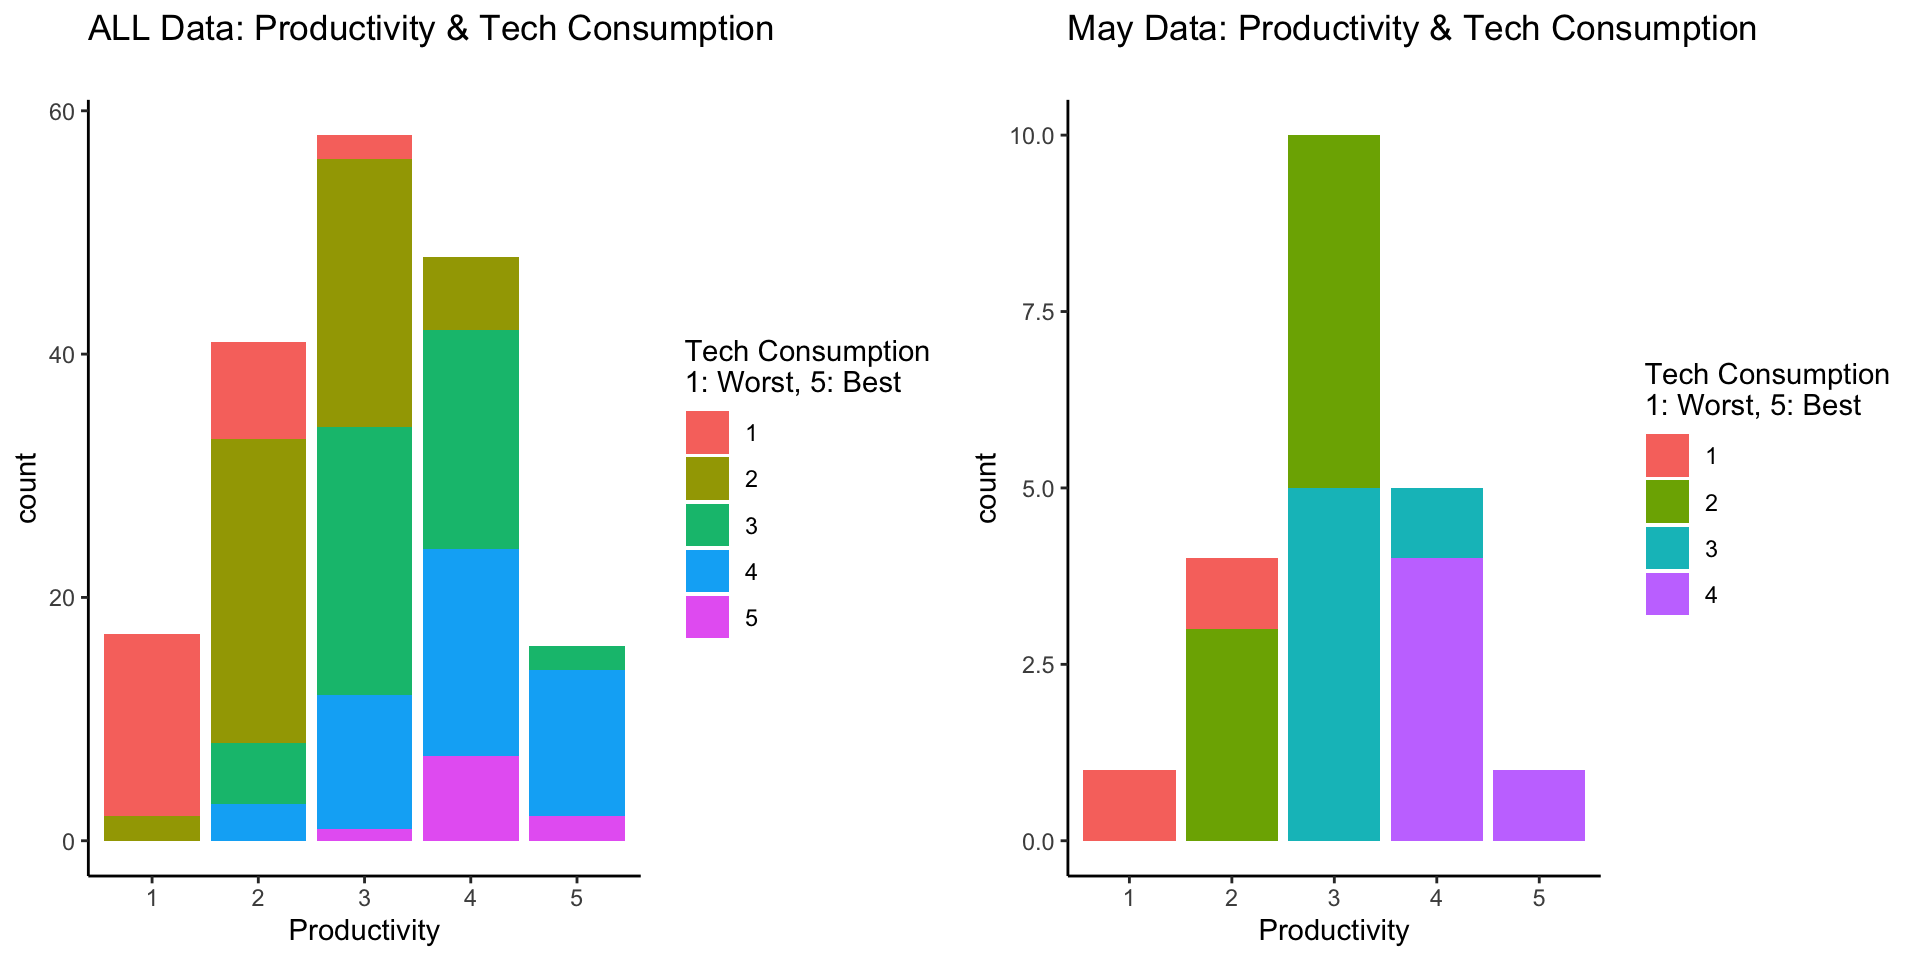 ALL Data: Productivity & Tech Consumption
60
40
20
0
count
1
2
3
4
5
Productivity
Tech Consumption
1: Worst, 5: Best
1
2
3
4
5
May Data: Productivity & Tech Consumption
10.0
7.5
5.0
2.5
0.0
count
1
2
3
4
5
Productivity
Tech Consumption
1: Worst, 5: Best
1
2
3
4